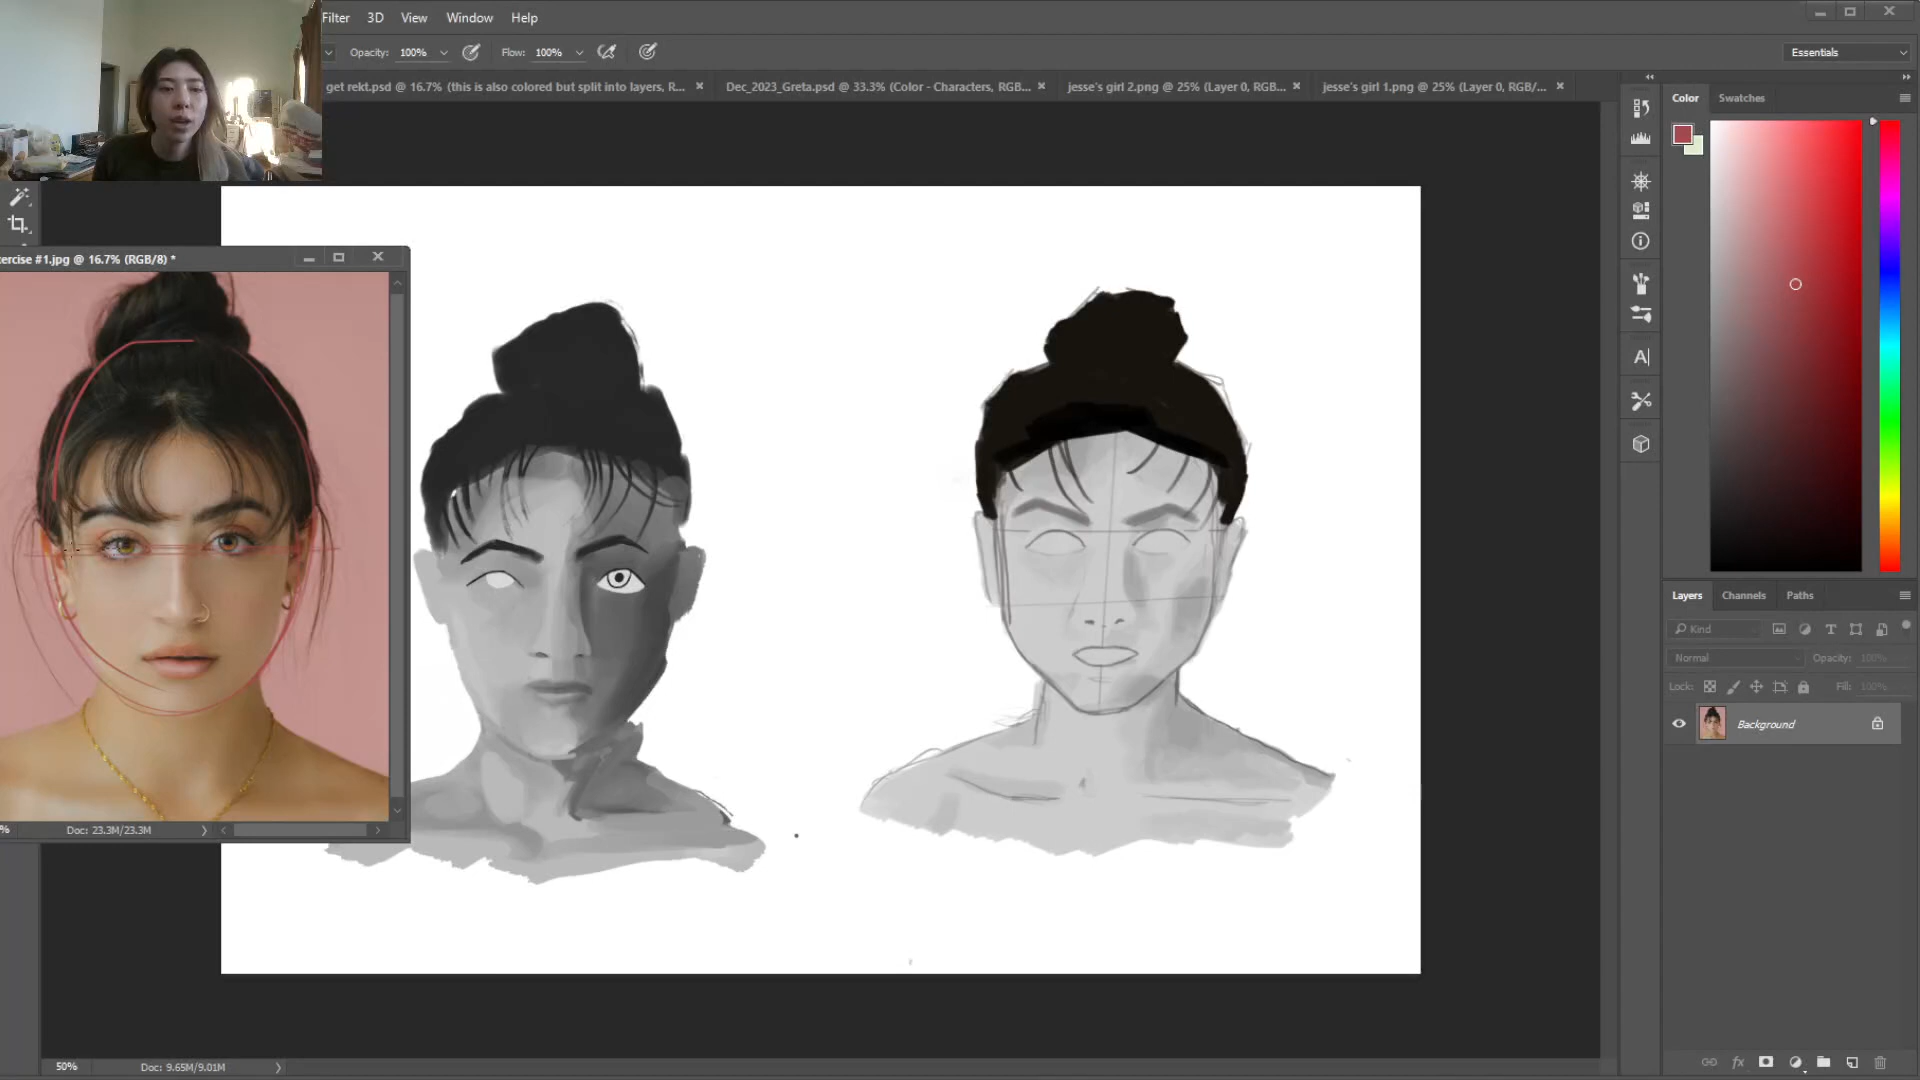 Filter 3D View Window Help
Opacity: 100% Flow: 100% Essentials
get rekt.psd @ 16.7% (this is also colored but split into layers, R... Dec_2023_Greta.psd @ 33.3% (Color - Characters, RGB... jesse's girl 2.png @ 25% (Layer 0, RGB... jesse's girl 1.png @ 25% (Layer 0, RGB/...
Color Swatches
ercise #1.jpg @ 16.7% (RGB/8) *
Layers Channels Paths
Kind
Normal Opacity: 100%
Lock: Fill: 100%
Background
% Doc: 23.3M/23.3M
50% Doc: 9.65M/9.01M